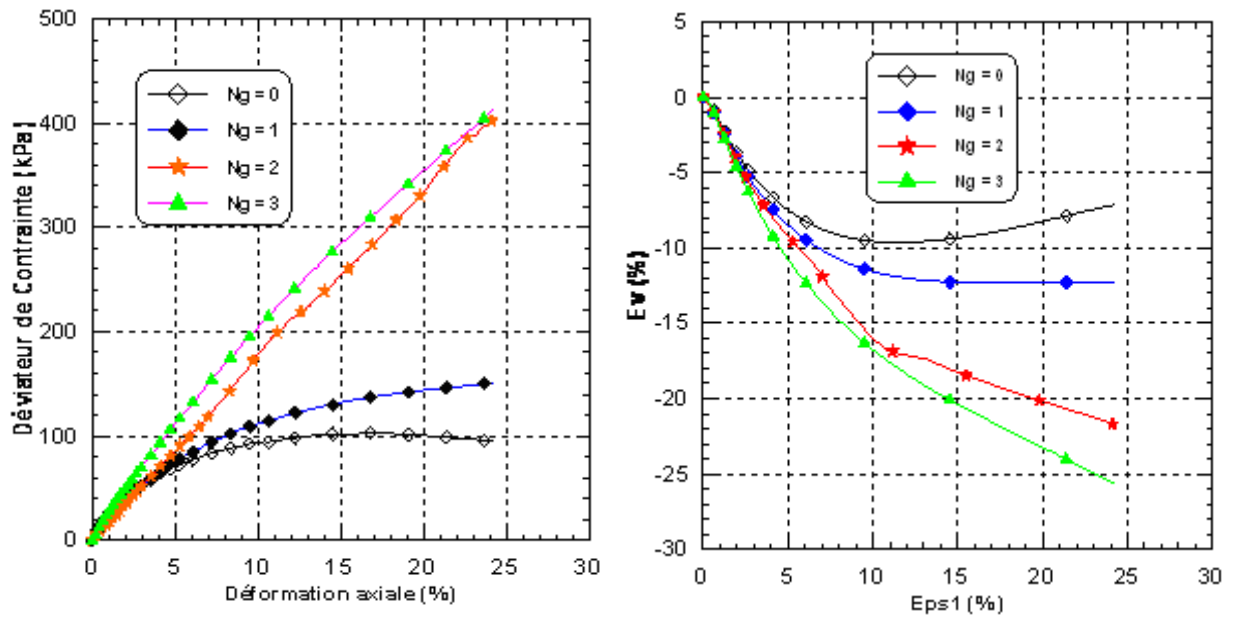 500
400
300
200
100
0
Déviateur de Contrainte [kPa]
Ng = 0
Ng = 1
Ng = 2
Ng = 3
0
5
10
15
20
25
30
Déformation axiale (%)
5
0
-5
-10
-15
-20
-25
-30
Ev (%)
Ng = 0
Ng = 1
Ng = 2
Ng = 3
0
5
10
15
20
25
30
Eps1 (%)